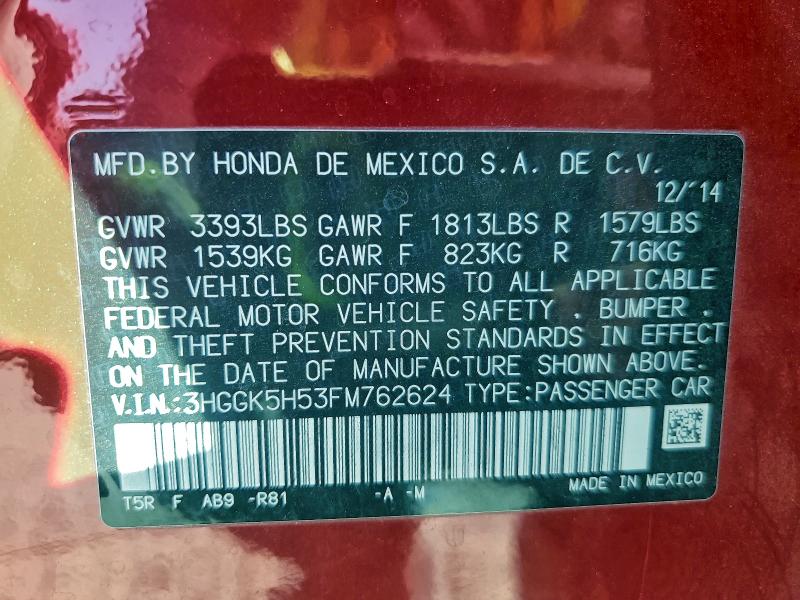 MFD.BY HONDA DE MEXICO S.A. DE C.V.
12/'14
GVWR 3393LBS GAWR F 1813LBS R 1579LBS
GVWR 1539KG GAWR F 823KG R 716KG
THIS VEHICLE CONFORMS TO ALL APPLICABLE
FEDERAL MOTOR VEHICLE SAFETY . BUMPER .
AND THEFT PREVENTION STANDARDS IN EFFECT
ON THE DATE OF MANUFACTURE SHOWN ABOVE.
V.I.N.:3HGGK5H53FM762624 TYPE:PASSENGER CAR
T5R F AB9 -R81 -A -M MADE IN MEXICO